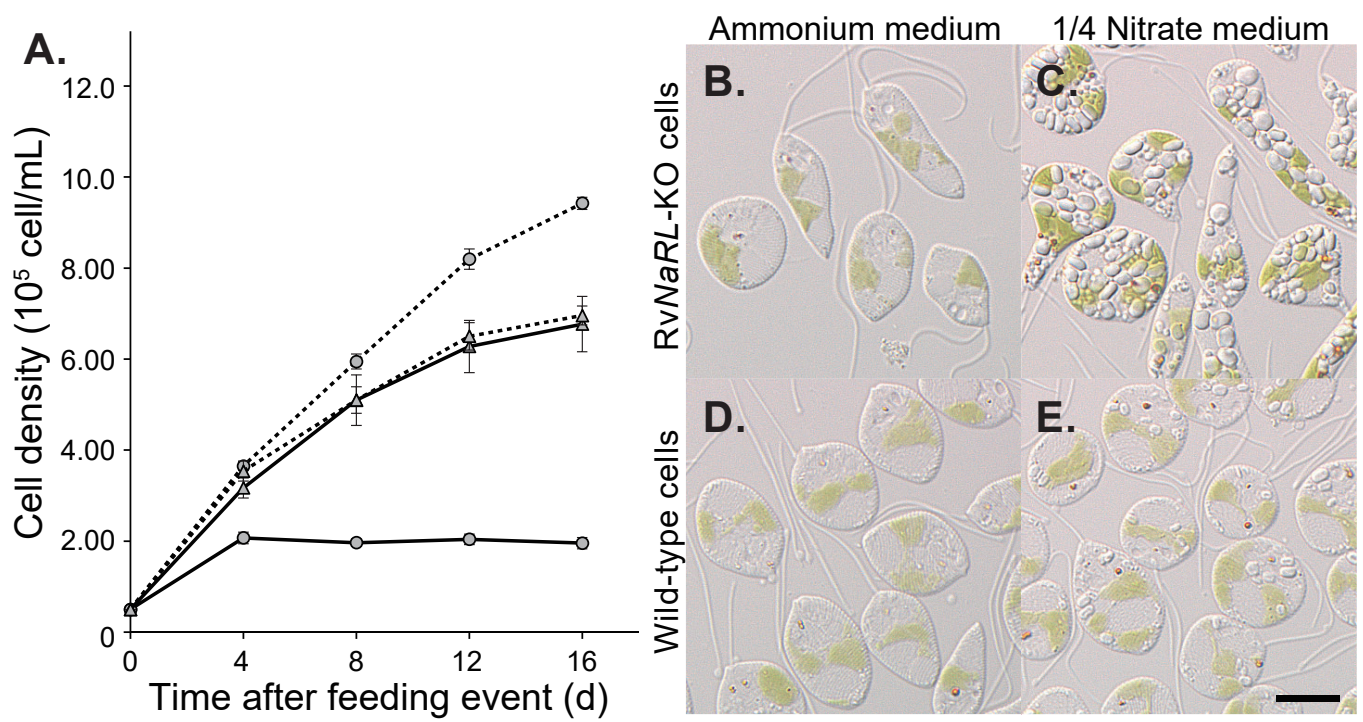 A.
Cell density (10⁵ cell/mL)
12.0
10.0
8.00
6.00
4.00
2.00
0
0 4 8 12 16
Time after feeding event (d)
Ammonium medium 1/4 Nitrate medium
RvNaRL-KO cells
B. C.
Wild-type cells
D. E.